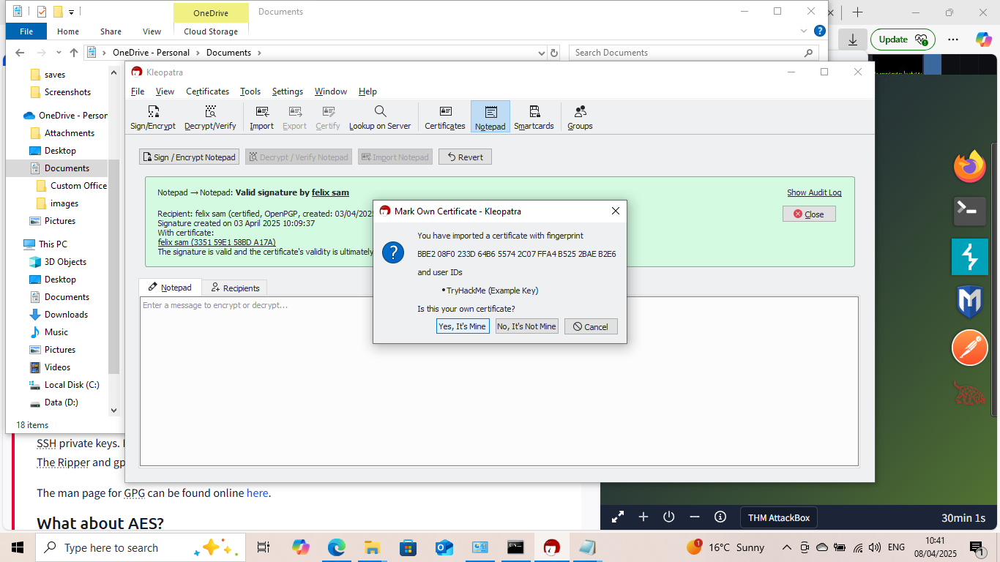 OneDrive
Documents
File
Home
Share
View
Cloud Storage
OneDrive - Personal
Documents
Search Documents
Update
saves
Screenshots
OneDrive - Person
Attachments
Desktop
Documents
Custom Office
images
Pictures
This PC
3D Objects
Desktop
Documents
Downloads
Music
Pictures
Videos
Local Disk (C:)
Data (D:)
18 items
Kleopatra
File View Certificates Tools Settings Window Help
Sign/Encrypt Decrypt/Verify Import Export Certify Lookup on Server Certificates Notepad Smartcards Groups
Sign / Encrypt Notepad Decrypt / Verify Notepad Import Notepad Revert
Notepad → Notepad: Valid signature by felix sam
Show Audit Log
Recipient: felix sam (certified, OpenPGP, created: 03/04/202
Close
Signature created on 03 April 2025 10:09:37
With certificate:
felix sam (3351 59E1 58BD A17A)
The signature is valid and the certificate's validity is ultimately
Notepad Recipients
Enter a message to encrypt or decrypt...
Mark Own Certificate - Kleopatra
You have imported a certificate with fingerprint
BBE2 08F0 233D 64B6 5574 2C07 FFA4 B525 2BAE B2E6
and user IDs
•TryHackMe (Example Key)
Is this your own certificate?
Yes, It's Mine No, It's Not Mine Cancel
SSH private keys.
The Ripper and gp
The man page for GPG can be found online here.
What about AES?
THM AttackBox
30min 1s
Type here to search
1
16°C Sunny
ENG
10:41
08/04/2025
1